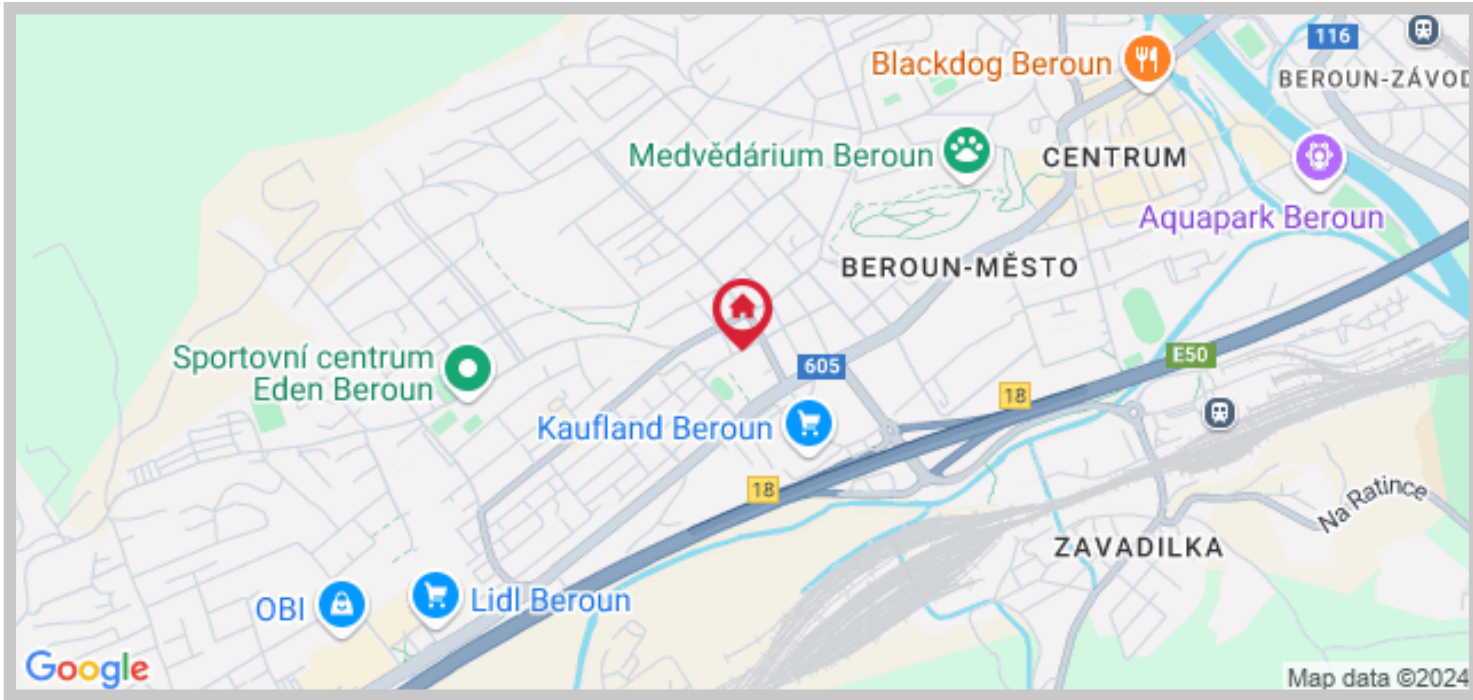 116
Blackdog Beroun
BEROUN-ZÁVOD
Medvědárium Beroun
CENTRUM
Aquapark Beroun
BEROUN-MĚSTO
Sportovní centrum
Eden Beroun
605
E50
18
Kaufland Beroun
18
Na Ratince
ZAVADILKA
OBI
Lidl Beroun
Google
Map data ©2024